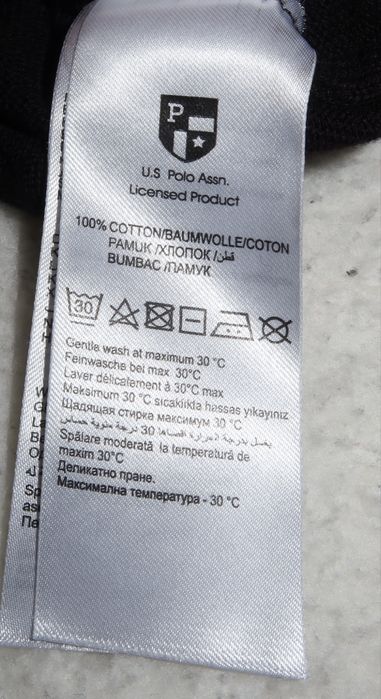 P
U.S Polo Assn.
Licensed Product
100% COTTON/BAUMWOLLE/COTON
PAMUK /ХЛОПОК /قطن
BUMBAC /ПАМУК
30
Gentle wash at maximum 30 °C
Feinwasche bei max. 30°C
Laver délicatement à 30°C max
Maksimum 30 °C sıcaklıkta hassas yıkayınız
Щадящая стирка максимум 30 °C
يغسل بدرجة الحرارة اقصاها 30 درجة مئوية حساس
Spălare moderată la temperatură de
maxim 30°C
Деликатно пране.
Максимална температура - 30 °C